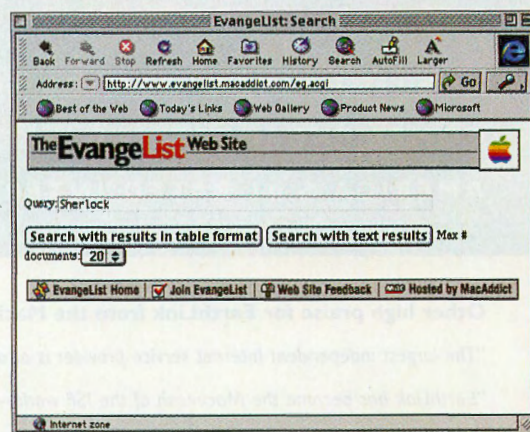 EvangeList: Search
Back Forward Stop Refresh Home Favorites History Search AutoFill Larger
Address: http://www.evangelist.macaddict.com/eg.acgi Go
Best of the Web Today's Links Web Gallery Product News Microsoft
The EvangeList Web Site
Query: Sherlock
Search with results in table format Search with text results Max #
documents: 20
EvangeList Home Join EvangeList Web Site Feedback Hosted by MacAddict
Other high praise for EarthLink from the
"The largest independent Internet service provider is
"EarthLink has become the Macintosh of the ISP
Internet zone